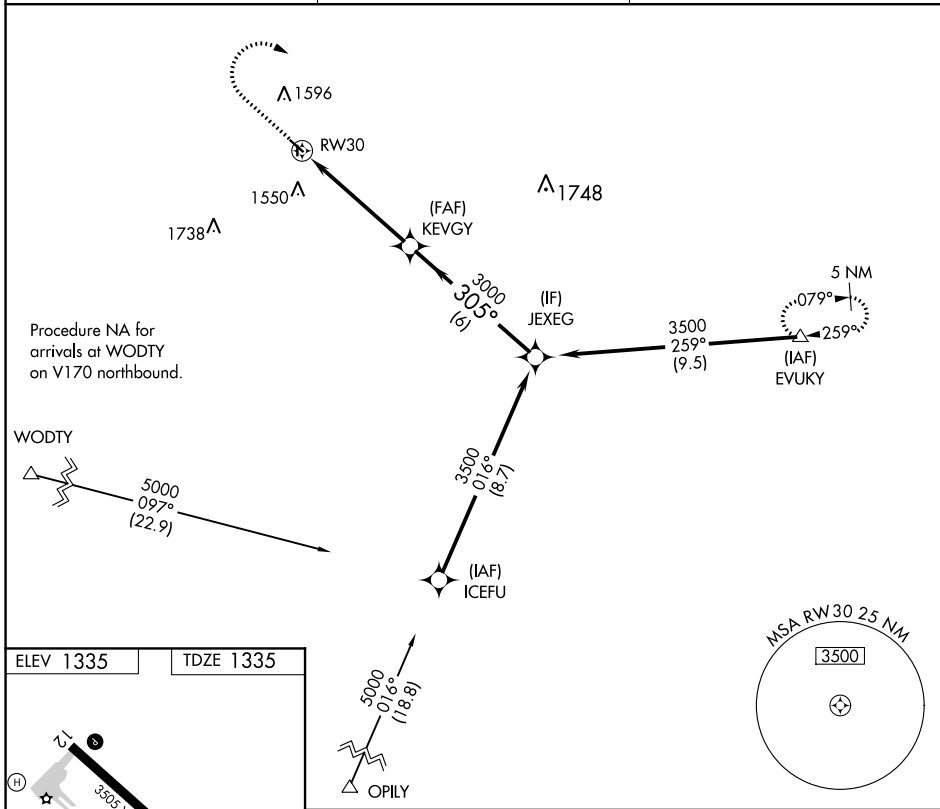 1596
RW30
1550
1748
1738
(FAF)
KEVGY
3000
305°
(6)
(IF)
JEXEG
5 NM
079°
259°
3500
259°
(9.5)
(IAF)
EVUKY
Procedure NA for
arrivals at WODTY
on V170 northbound.
WODTY
5000
097°
(22.9)
3500
016°
(8.7)
(IAF)
ICEFU
5000
016°
(18.8)
OPILY
MSA RW30 25 NM
3500
ELEV 1335
TDZE 1335
12
P
H
3505